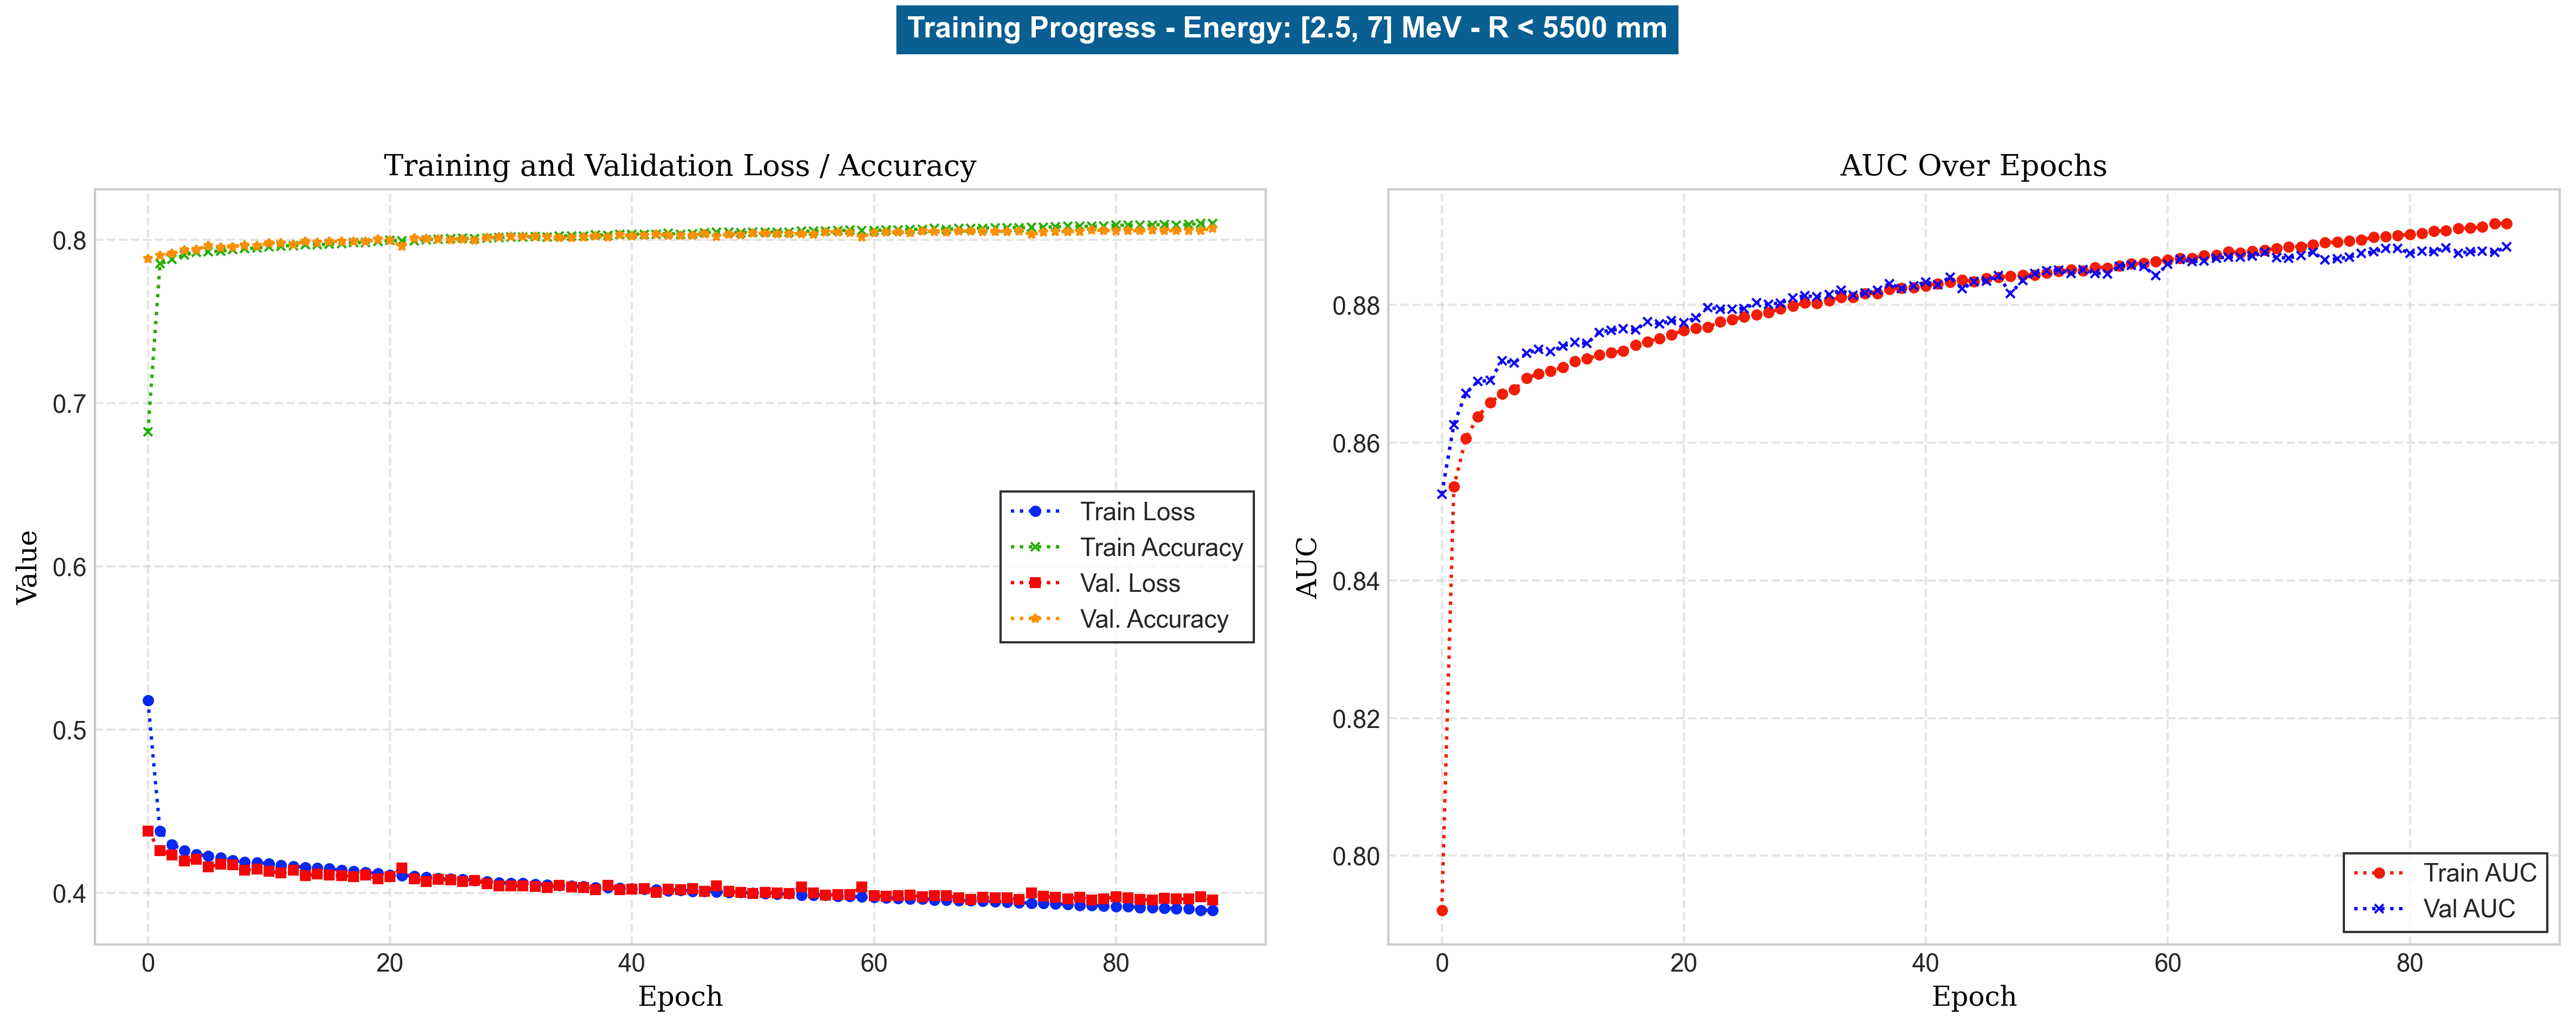 Training Progress - Energy: [2.5, 7] MeV - R < 5500 mm
Training and Validation Loss / Accuracy
Value
0.8
0.7
0.6
0.5
0.4
0
20
40
60
80
Epoch
Train Loss
Train Accuracy
Val. Loss
Val. Accuracy
AUC Over Epochs
AUC
0.88
0.86
0.84
0.82
0.80
0
20
40
60
80
Epoch
Train AUC
Val AUC